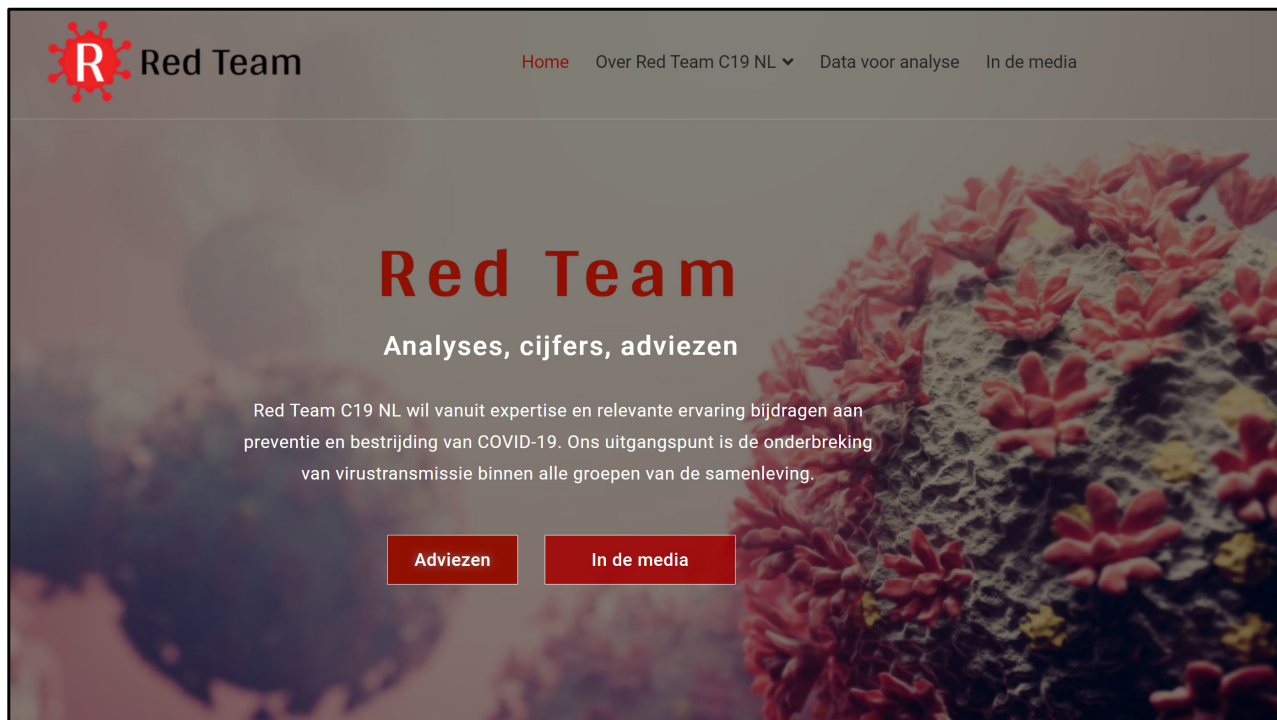 R Red Team
Home Over Red Team C19 NL Data voor analyse In de media
Red Team
Analyses, cijfers, adviezen
Red Team C19 NL wil vanuit expertise en relevante ervaring bijdragen aan
preventie en bestrijding van COVID-19. Ons uitgangspunt is de onderbreking
van virustransmissie binnen alle groepen van de samenleving.
Adviezen In de media